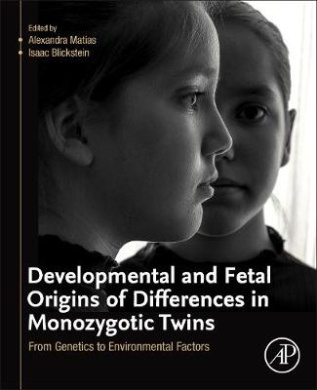 Edited by
• Alexandra Matias
• Isaac Blickstein
Developmental and Fetal
Origins of Differences in
Monozygotic Twins
From Genetics to Environmental Factors
AP